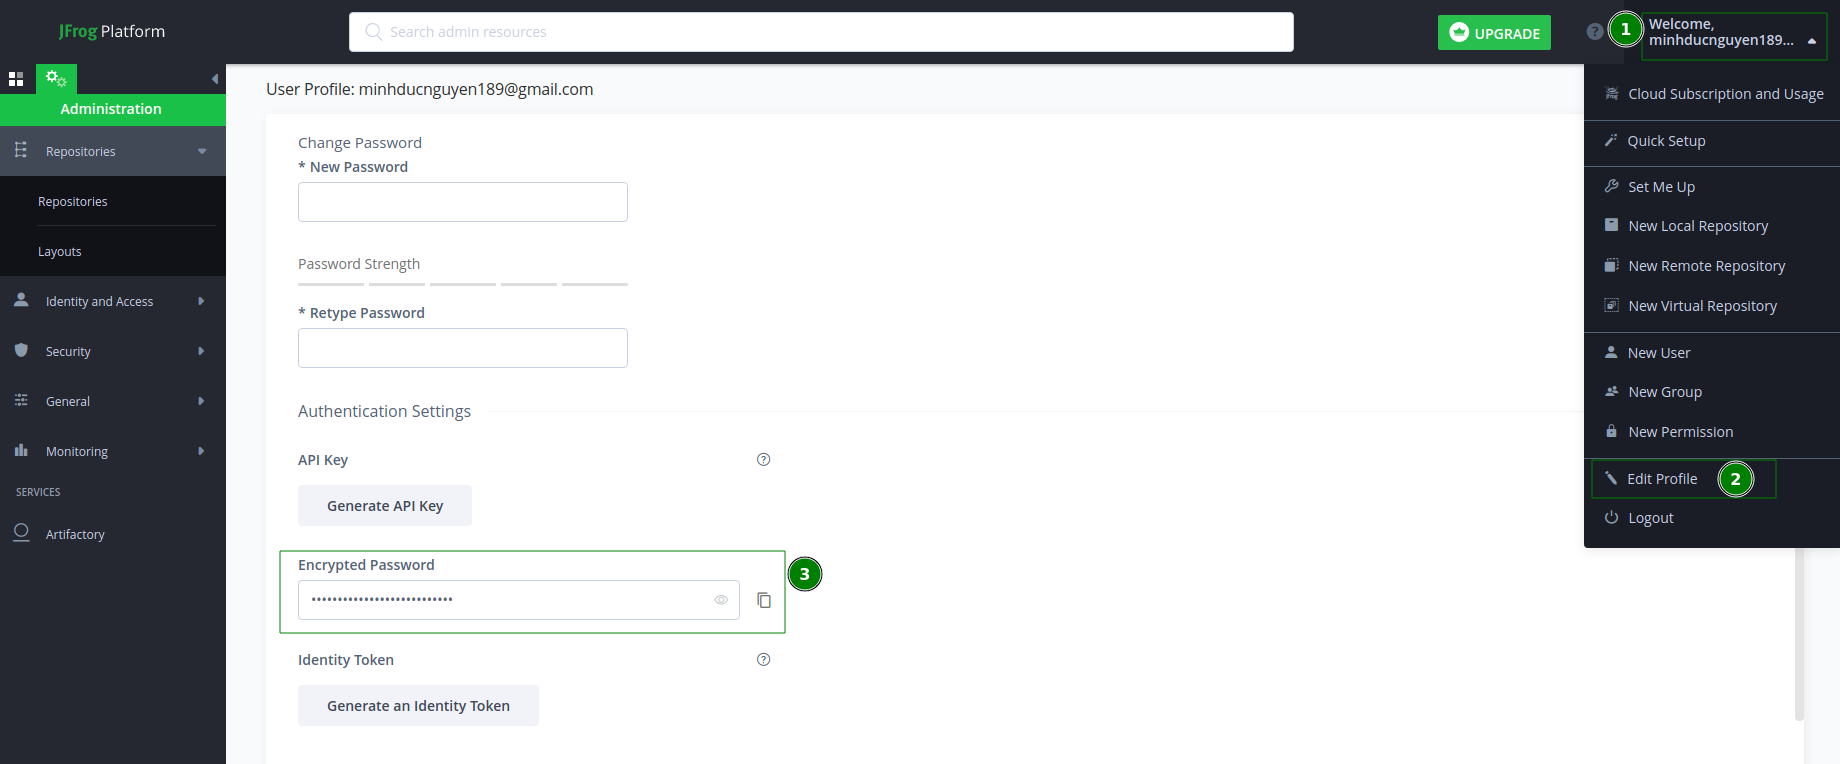 JFrog Platform
Search admin resources
UPGRADE
?
1
Welcome,
minhducnguyen189...
Administration
Repositories
Repositories
Layouts
Identity and Access
Security
General
Monitoring
SERVICES
Artifactory
User Profile: minhducnguyen189@gmail.com
Change Password
* New Password
Password Strength
* Retype Password
Authentication Settings
API Key
?
Generate API Key
Encrypted Password
•••••••••••••••••••••••••••
3
Identity Token
?
Generate an Identity Token
Cloud Subscription and Usage
Quick Setup
Set Me Up
New Local Repository
New Remote Repository
New Virtual Repository
New User
New Group
New Permission
Edit Profile
2
Logout